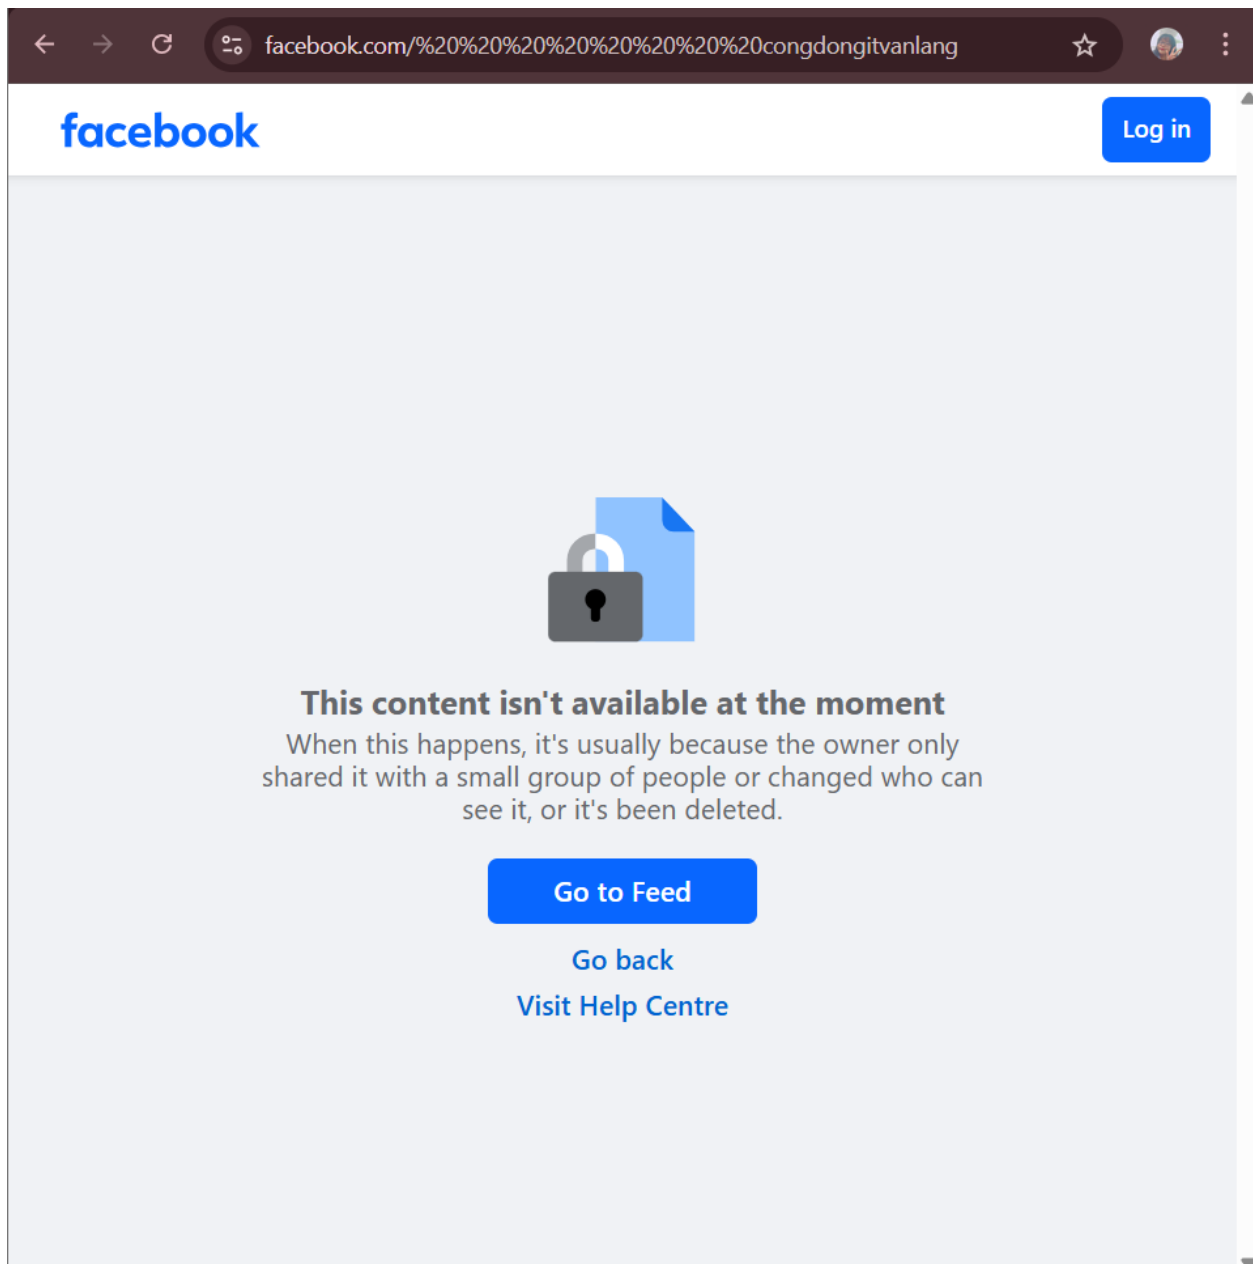 facebook.com/%20%20%20%20%20%20%20%20congdongitvanlang
facebook
Log in
This content isn't available at the moment
When this happens, it's usually because the owner only
shared it with a small group of people or changed who can
see it, or it's been deleted.
Go to Feed
Go back
Visit Help Centre